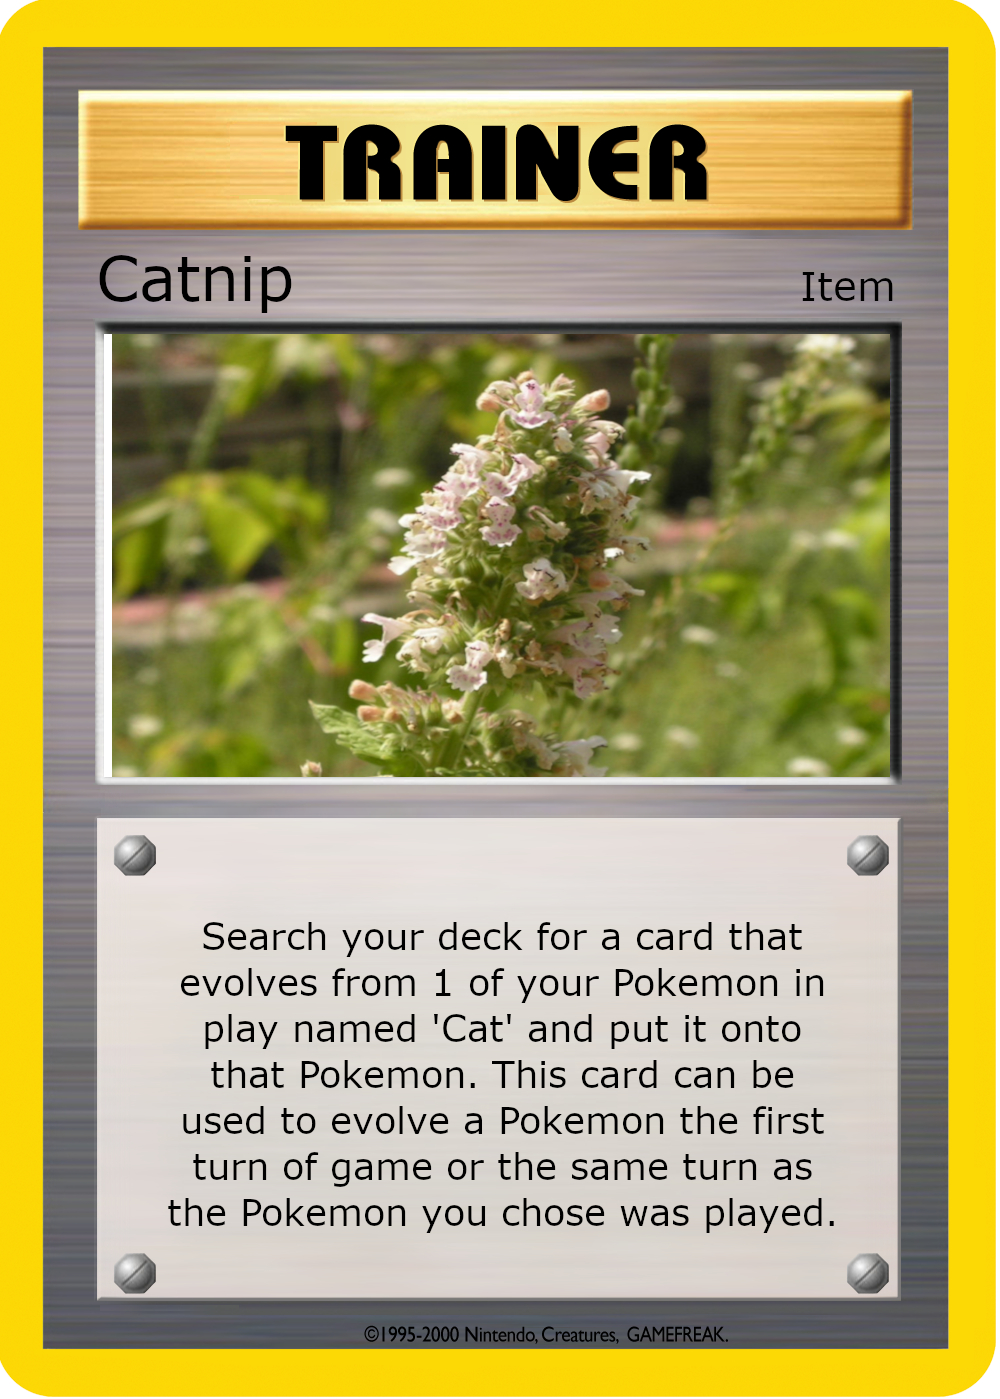 TRAINER
Catnip
Item
Search your deck for a card that
evolves from 1 of your Pokemon in
play named 'Cat' and put it onto
that Pokemon. This card can be
used to evolve a Pokemon the first
turn of game or the same turn as
the Pokemon you chose was played.
©1995-2000 Nintendo, Creatures, GAMEFREAK.